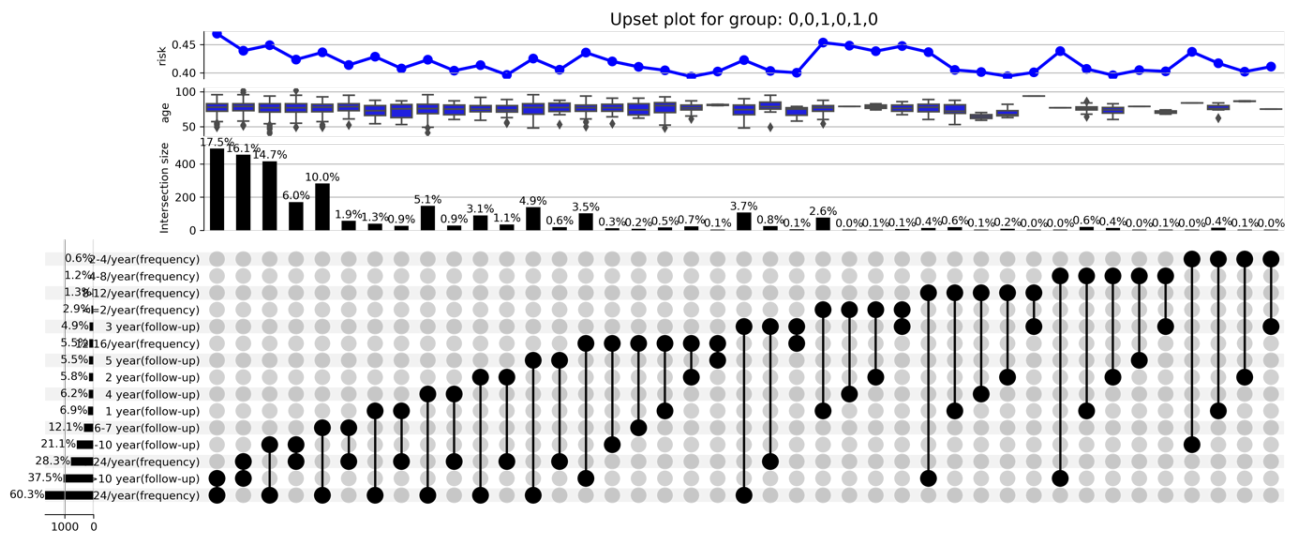 Upset plot for group: 0,0,1,0,1,0
risk
0.45
0.40
age
100
50
Intersection size
400
200
0
17.5% 16.1% 14.7% 6.0% 10.0% 1.9% 1.3% 0.9% 5.1% 0.9% 3.1% 1.1% 4.9% 0.6% 3.5% 0.3% 0.2% 0.5% 0.7% 0.1% 3.7% 0.8% 0.1% 2.6% 0.0% 0.1% 0.1% 0.4% 0.6% 0.1% 0.2% 0.0% 0.0% 0.6% 0.4% 0.0% 0.1% 0.0% 0.4% 0.1% 0.0%
0.6% 2-4/year(frequency)
1.2% 4-8/year(frequency)
1.3% 12/year(frequency)
2.9% =2/year(frequency)
4.9% 3 year(follow-up)
16/year(frequency)
5.5% 5 year(follow-up)
5.8% 2 year(follow-up)
6.2% 4 year(follow-up)
6.9% 1 year(follow-up)
12.1% 6-7 year(follow-up)
21.1% -10 year(follow-up)
28.3% 24/year(frequency)
37.5% 10 year(follow-up)
60.3% 24/year(frequency)
1000 0